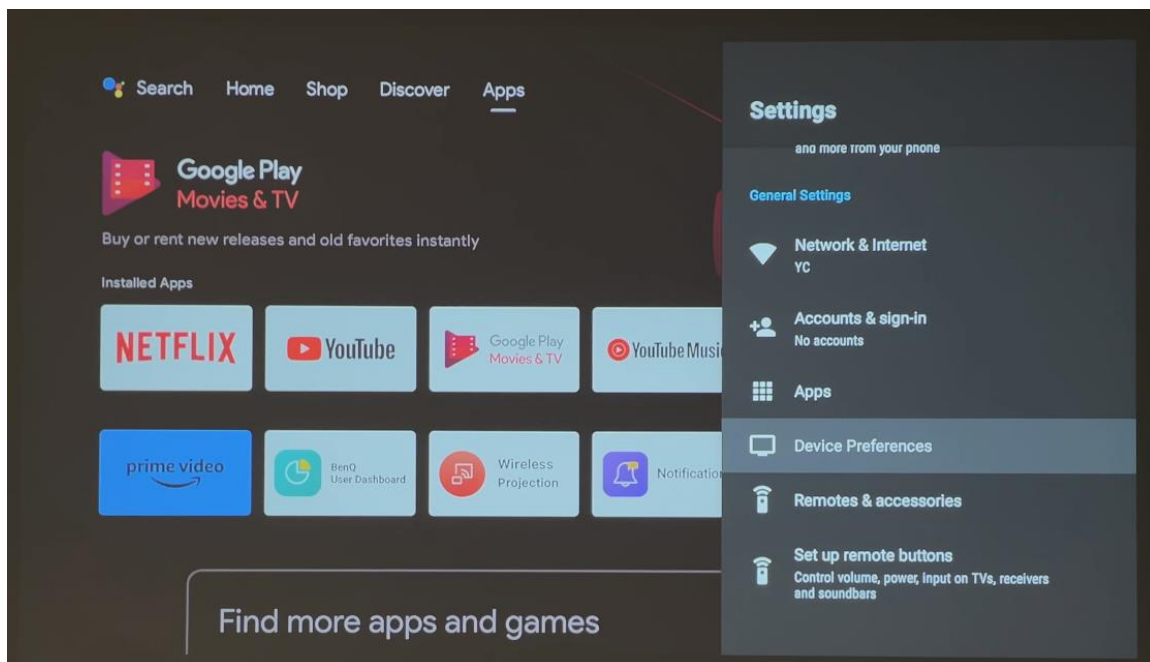 Search Home Shop Discover Apps
Google Play
Movies & TV
Buy or rent new releases and old favorites instantly
Installed Apps
NETFLIX
YouTube
Google Play
Movies & TV
YouTube Musi
prime video
BenQ
User Dashboard
Wireless
Projection
Notification
Find more apps and games
Settings
and more from your phone
General Settings
Network & Internet
YC
Accounts & sign-in
No accounts
Apps
Device Preferences
Remotes & accessories
Set up remote buttons
Control volume, power, input on TVs, receivers
and soundbars